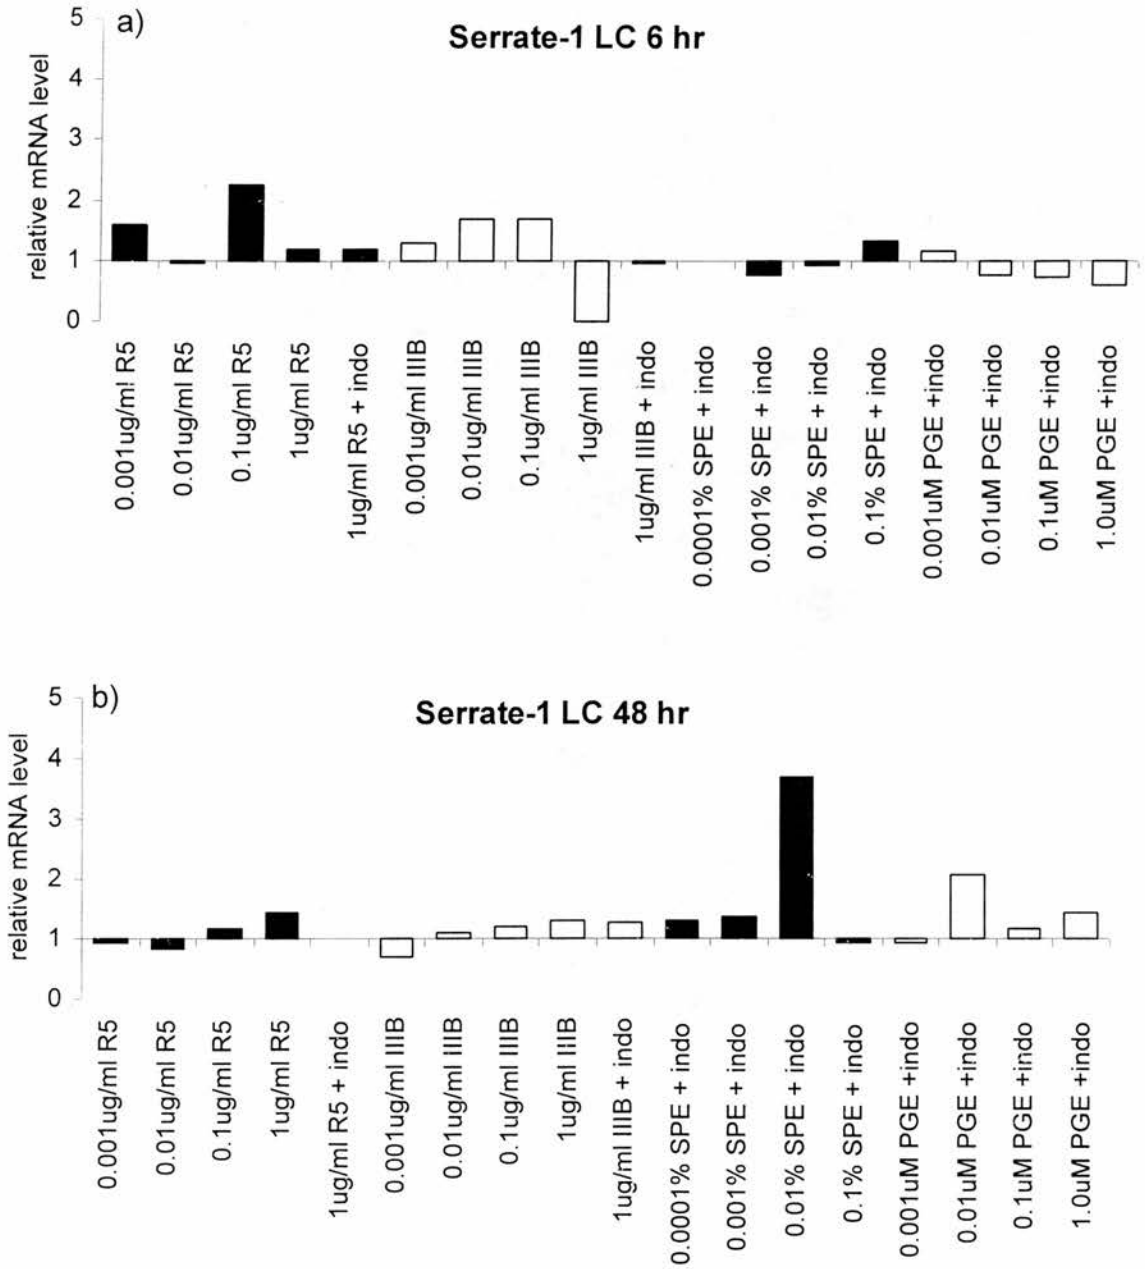 a)
Serrate-1 LC 6 hr
relative mRNA level
5
4
3
2
1
0
0.001ug/ml R5
0.01ug/ml R5
0.1ug/ml R5
1ug/ml R5
1ug/ml R5 + indo
0.001ug/ml IIIB
0.01ug/ml IIIB
0.1ug/ml IIIB
1ug/ml IIIB
1ug/ml IIIB + indo
0.0001% SPE + indo
0.001% SPE + indo
0.01% SPE + indo
0.1% SPE + indo
0.001uM PGE +indo
0.01uM PGE +indo
0.1uM PGE +indo
1.0uM PGE +indo
b)
Serrate-1 LC 48 hr
relative mRNA level
5
4
3
2
1
0
0.001ug/ml R5
0.01ug/ml R5
0.1ug/ml R5
1ug/ml R5
1ug/ml R5 + indo
0.001ug/ml IIIB
0.01ug/ml IIIB
0.1ug/ml IIIB
1ug/ml IIIB
1ug/ml IIIB + indo
0.0001% SPE + indo
0.001% SPE + indo
0.01% SPE + indo
0.1% SPE + indo
0.001uM PGE +indo
0.01uM PGE +indo
0.1uM PGE +indo
1.0uM PGE +indo